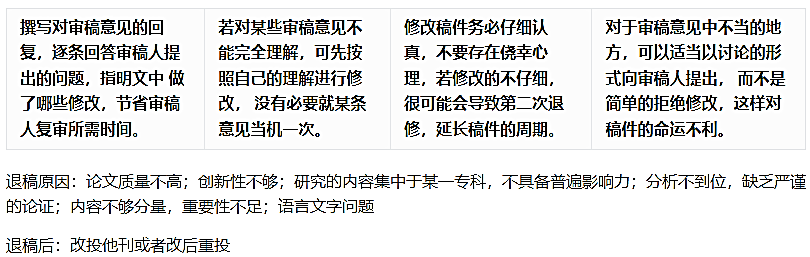 撰写对审稿意见的回
复，逐条回答审稿人提
出的问题，指明文中 做
了哪些修改，节省审稿
人复审所需时间。
若对某些审稿意见不
能完全理解，可先按
照自己的理解进行修
改， 没有必要就某条
意见当机一次。
修改稿件务必仔细认
真，不要存在侥幸心
理，若修改的不仔细，
很可能会导致第二次退
修，延长稿件的周期。
对于审稿意见中不当的地
方，可以适当以讨论的形
式向审稿人提出， 而不是
简单的拒绝修改，这样对
稿件的命运不利。
退稿原因：论文质量不高；创新性不够；研究的内容集中于某一专科，不具备普遍影响力；分析不到位，缺乏严谨
的论证；内容不够分量，重要性不足；语言文字问题
退稿后：改投他刊或者改后重投